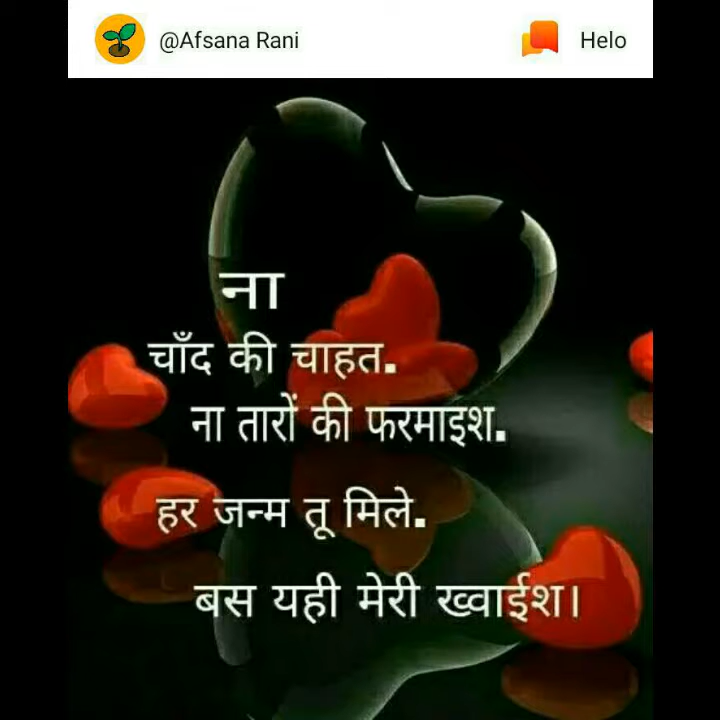 @Afsana Rani
Helo
ना
चाँद की चाहत.
ना तारों की फरमाइश.
हर जन्म तू मिले.
बस यही मेरी ख्वाईश।